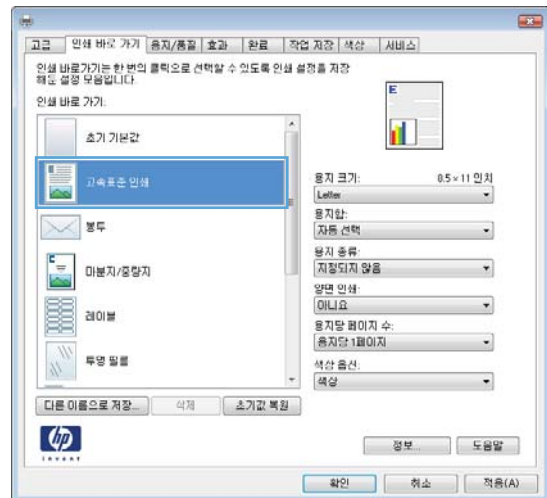 고급 인쇄 바로 가기 용지/품질 효과 완료 작업 저장 색상 서비스
인쇄 바로가기는 한 번의 클릭으로 선택할 수 있도록 인쇄 설정을 저장
해둔 설정 모음입니다.
인쇄 바로 가기:
초기 기본값
고속표준 인쇄
봉투
마분지/중량지
레이블
투명 필름
다른 이름으로 저장... 삭제 초기값 복원
E
용지 크기: 8.5 × 11 인치
Letter
용지함:
자동 선택
용지 종류:
지정되지 않음
양면 인쇄:
아니요
용지당 페이지 수:
용지당 1페이지
색상 옵션:
색상
hp
invent
정보... 도움말
확인 취소 적용(A)